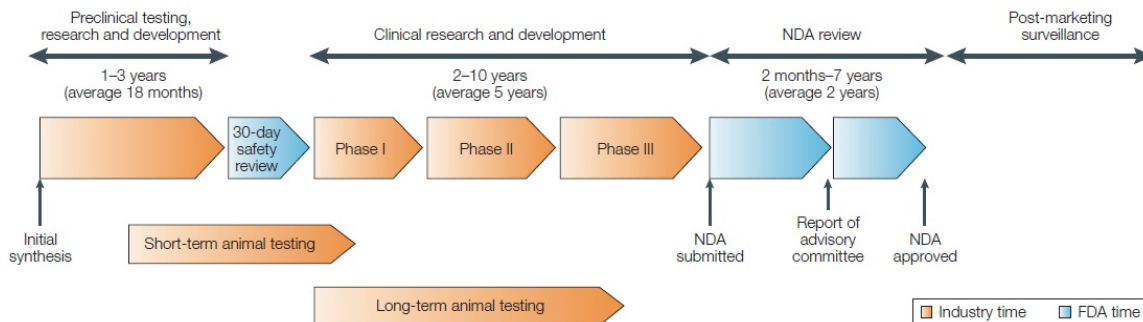 Preclinical testing,
research and development
Clinical research and development
NDA review
Post-marketing
surveillance
1–3 years
(average 18 months)
2–10 years
(average 5 years)
2 months–7 years
(average 2 years)
30-day
safety
review
Phase I
Phase II
Phase III
Initial
synthesis
Short-term animal testing
NDA
submitted
Report of
advisory
committee
NDA
approved
Long-term animal testing
Industry time
FDA time